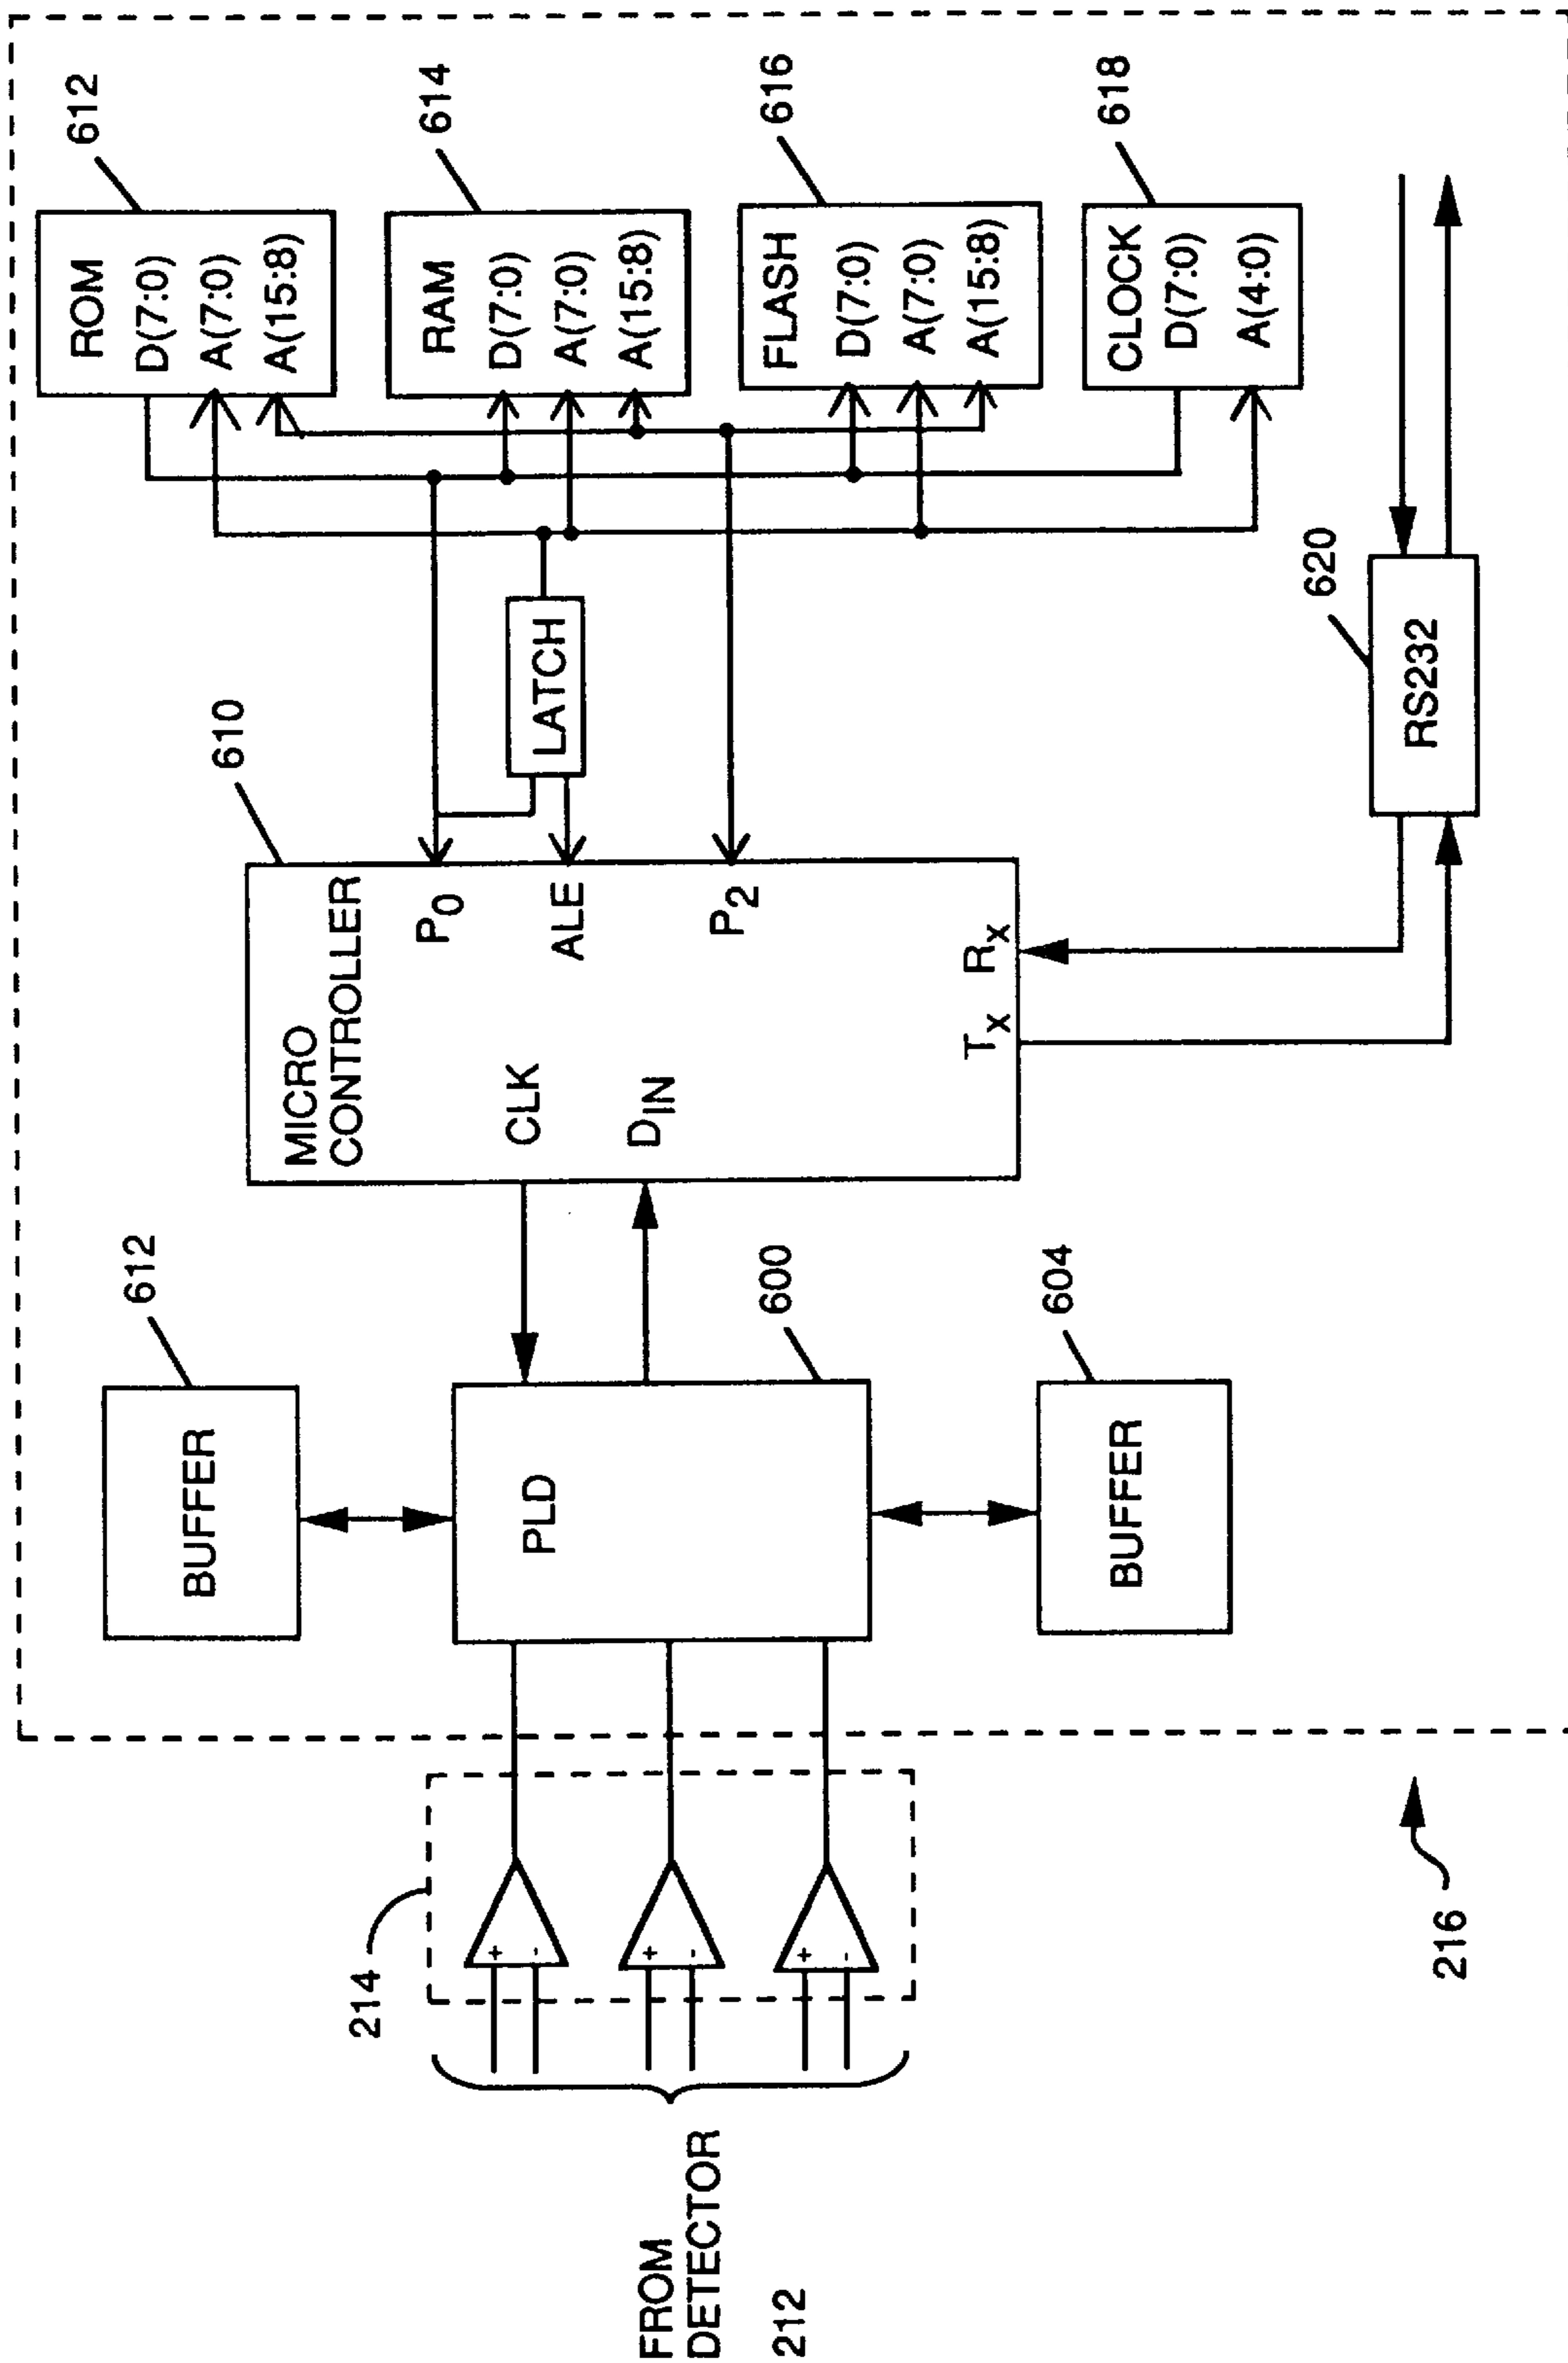 FROM
DETECTOR
212
214
+
-
+
-
+
-
216
BUFFER
612
PLD
600
BUFFER
604
MICRO
CONTROLLER
610
CLK
DIN
P0
ALE
P2
TX
RX
LATCH
RS232
620
ROM
D(7:0)
A(7:0)
A(15:8)
612
RAM
D(7:0)
A(7:0)
A(15:8)
614
FLASH
D(7:0)
A(7:0)
A(15:8)
616
CLOCK
D(7:0)
A(4:0)
618